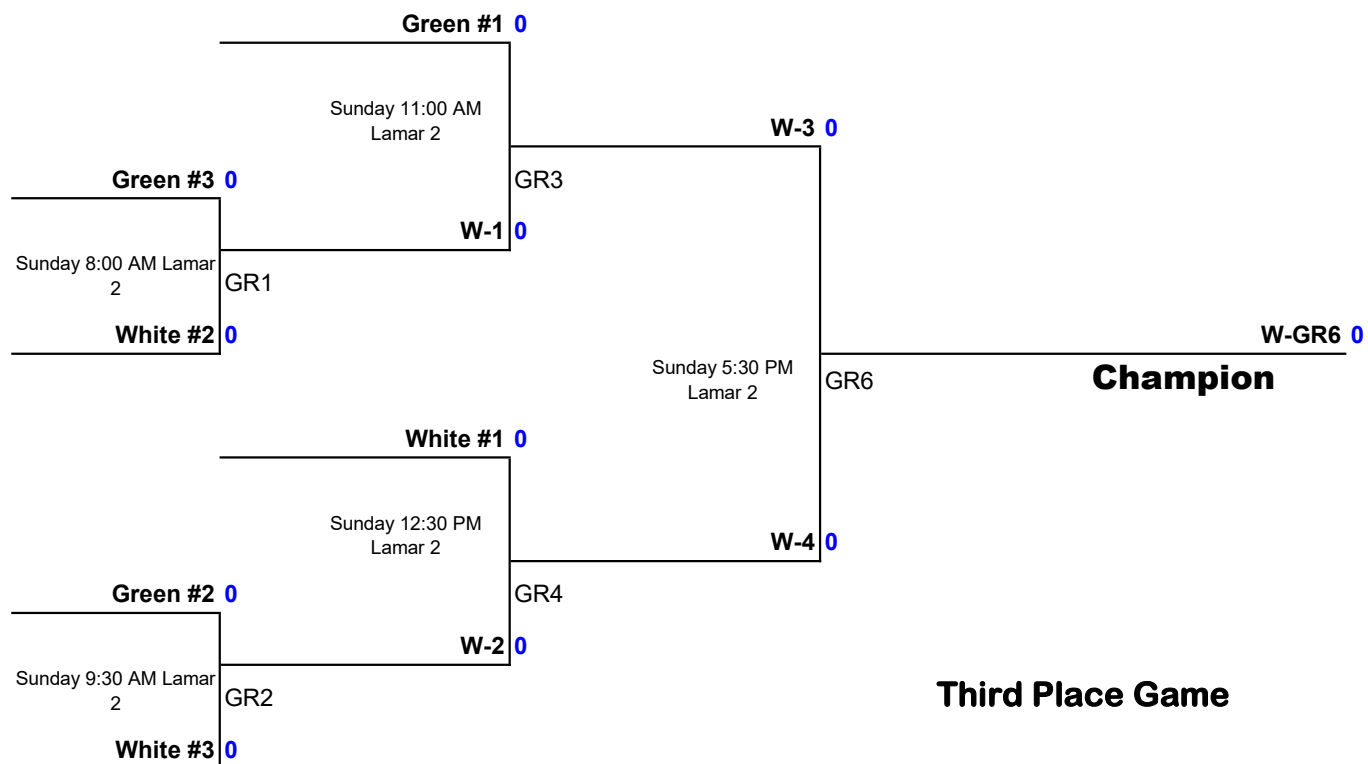 Green #1 0
Sunday 11:00 AM
Lamar 2
W-3 0
Green #3 0
GR3
W-1 0
Sunday 8:00 AM Lamar
2
GR1
White #2 0
W-GR6 0
Sunday 5:30 PM
Lamar 2
GR6
Champion
White #1 0
Sunday 12:30 PM
Lamar 2
W-4 0
Green #2 0
GR4
W-2 0
Sunday 9:30 AM Lamar
2
GR2
Third Place Game
White #3 0